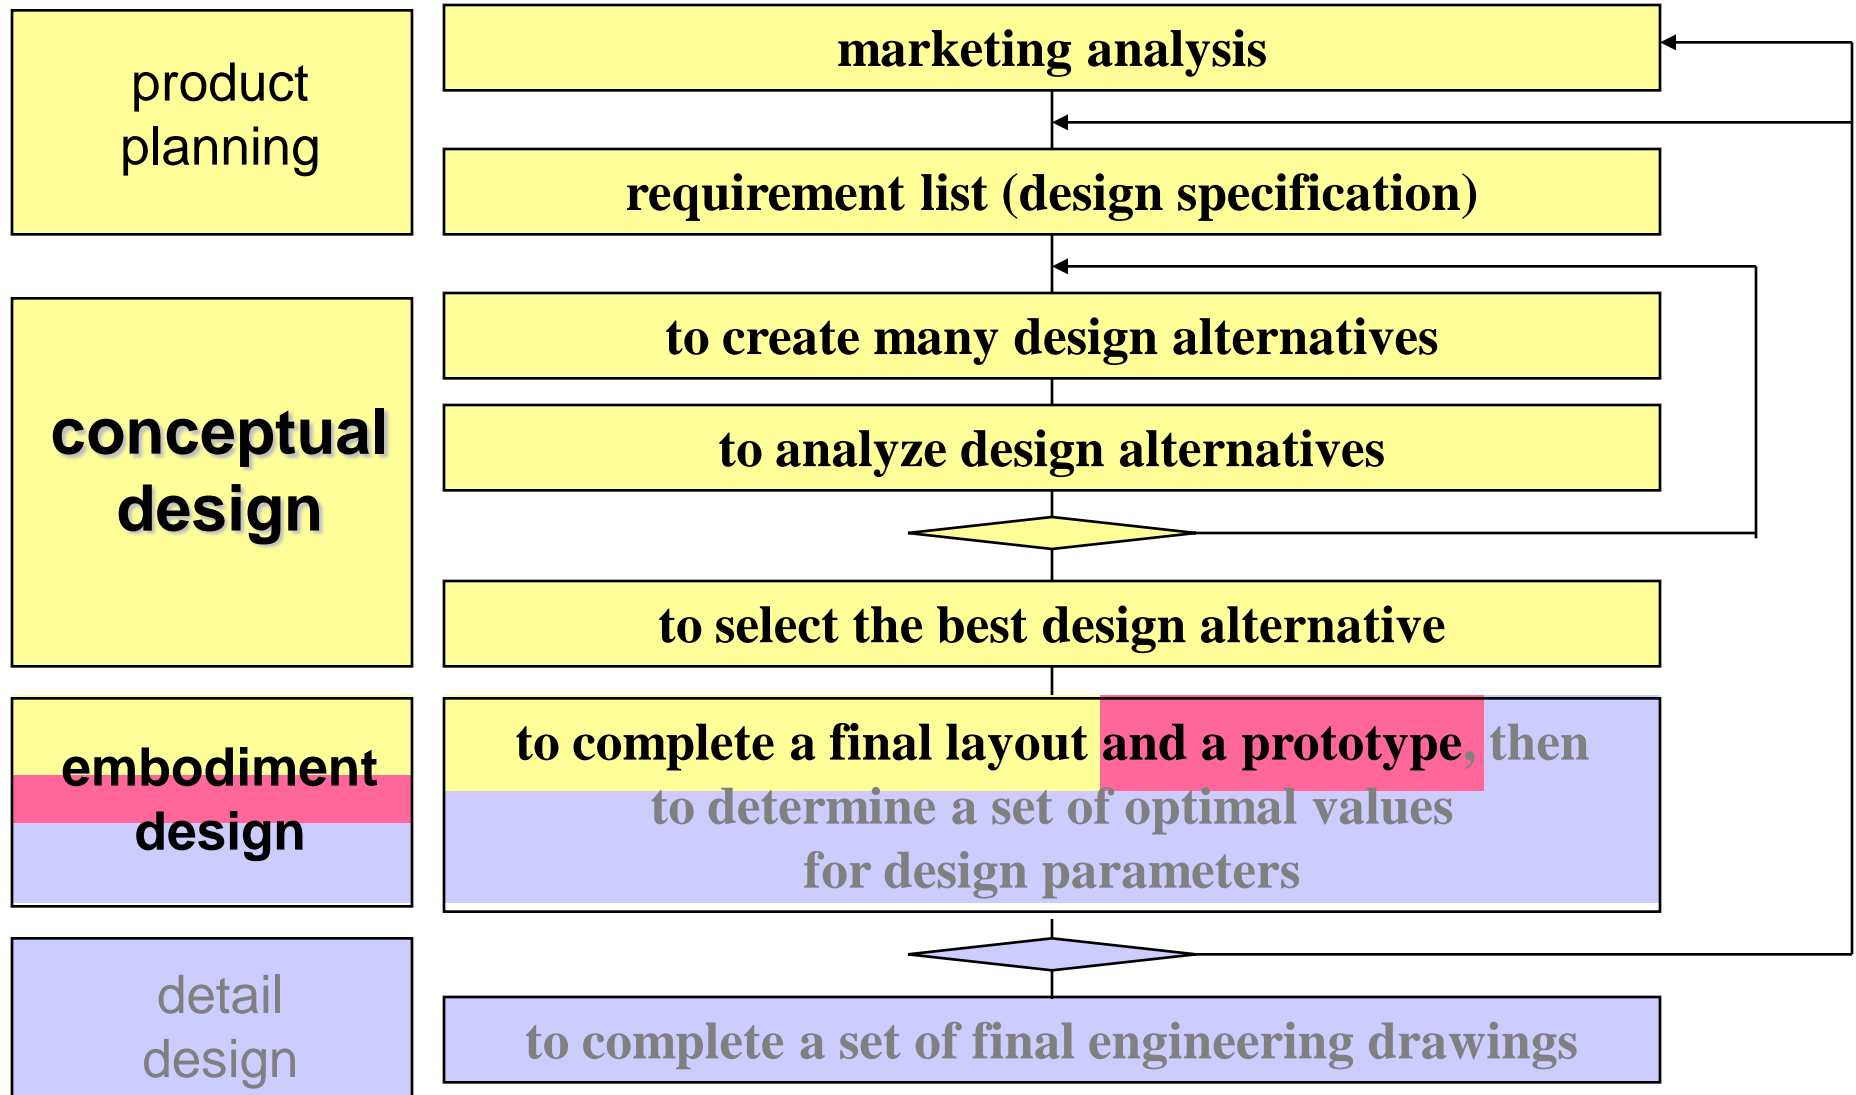 product
planning
marketing analysis
requirement list (design specification)
conceptual
design
to create many design alternatives
to analyze design alternatives
to select the best design alternative
embodiment
design
to complete a final layout and a prototype, then
to determine a set of optimal values
for design parameters
detail
design
to complete a set of final engineering drawings